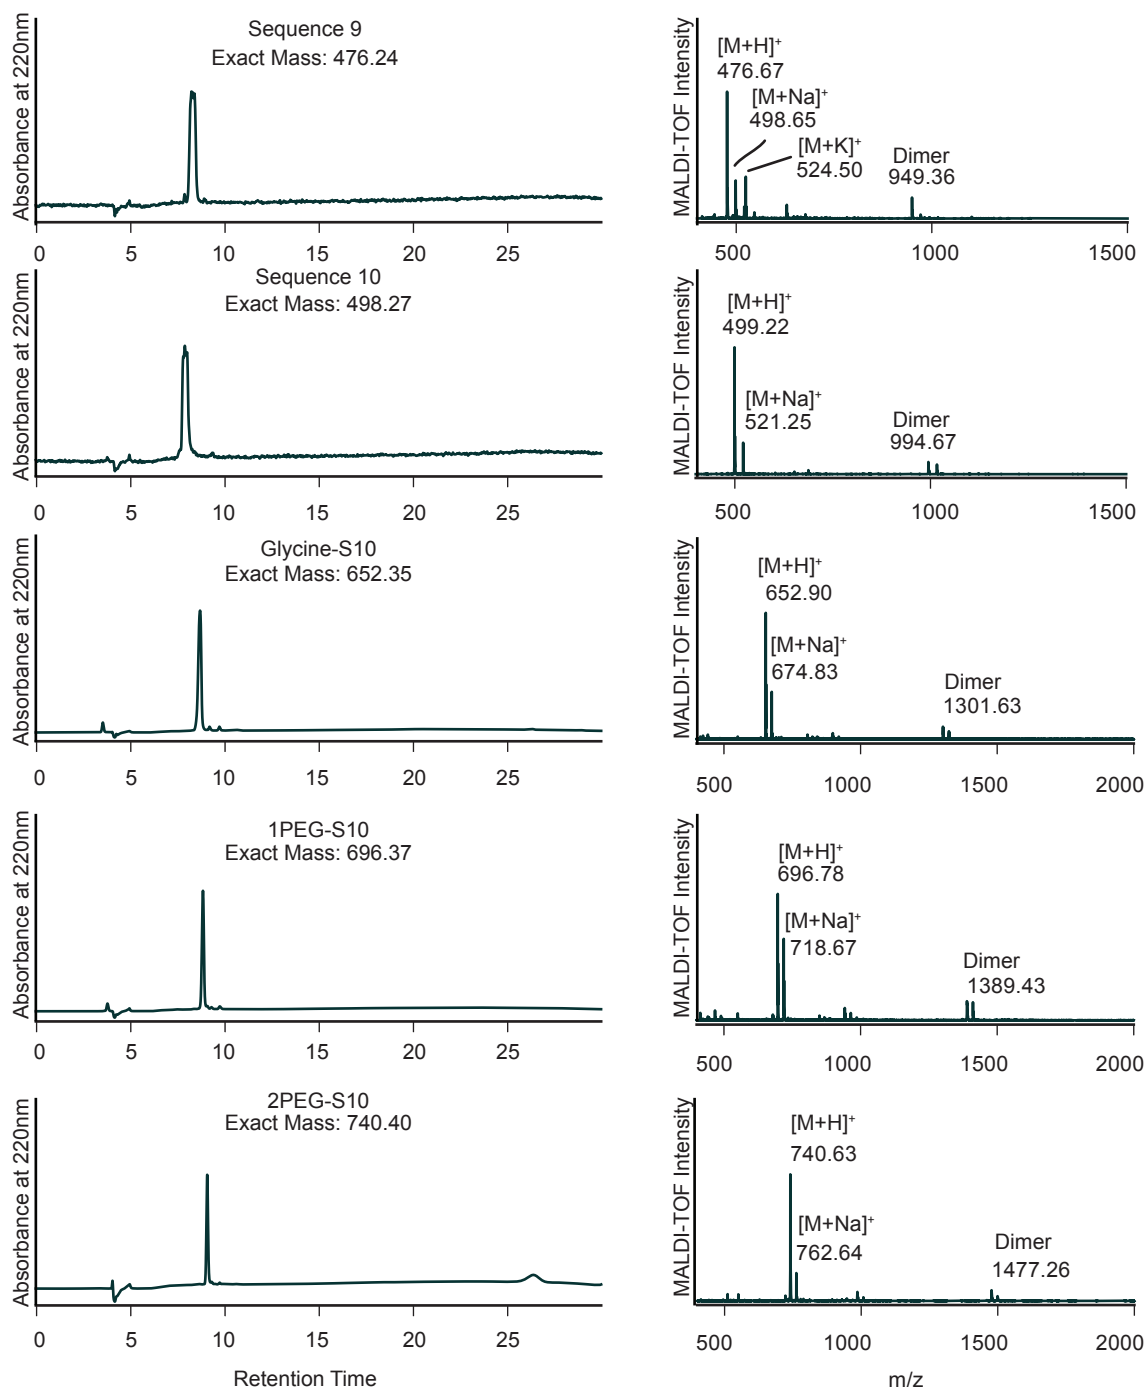 Absorbance at 220nm
Sequence 9
Exact Mass: 476.24
0 5 10 15 20 25
MALDI-TOF Intensity
[M+H]⁺
476.67
[M+Na]⁺
498.65
[M+K]⁺
524.50
Dimer
949.36
500 1000 1500
Absorbance at 220nm
Sequence 10
Exact Mass: 498.27
0 5 10 15 20 25
MALDI-TOF Intensity
[M+H]⁺
499.22
[M+Na]⁺
521.25
Dimer
994.67
500 1000 1500
Absorbance at 220nm
Glycine-S10
Exact Mass: 652.35
0 5 10 15 20 25
MALDI-TOF Intensity
[M+H]⁺
652.90
[M+Na]⁺
674.83
Dimer
1301.63
500 1000 1500 2000
Absorbance at 220nm
1PEG-S10
Exact Mass: 696.37
0 5 10 15 20 25
MALDI-TOF Intensity
[M+H]⁺
696.78
[M+Na]⁺
718.67
Dimer
1389.43
500 1000 1500 2000
Absorbance at 220nm
2PEG-S10
Exact Mass: 740.40
0 5 10 15 20 25
Retention Time
MALDI-TOF Intensity
[M+H]⁺
740.63
[M+Na]⁺
762.64
Dimer
1477.26
500 1000 1500 2000
m/z